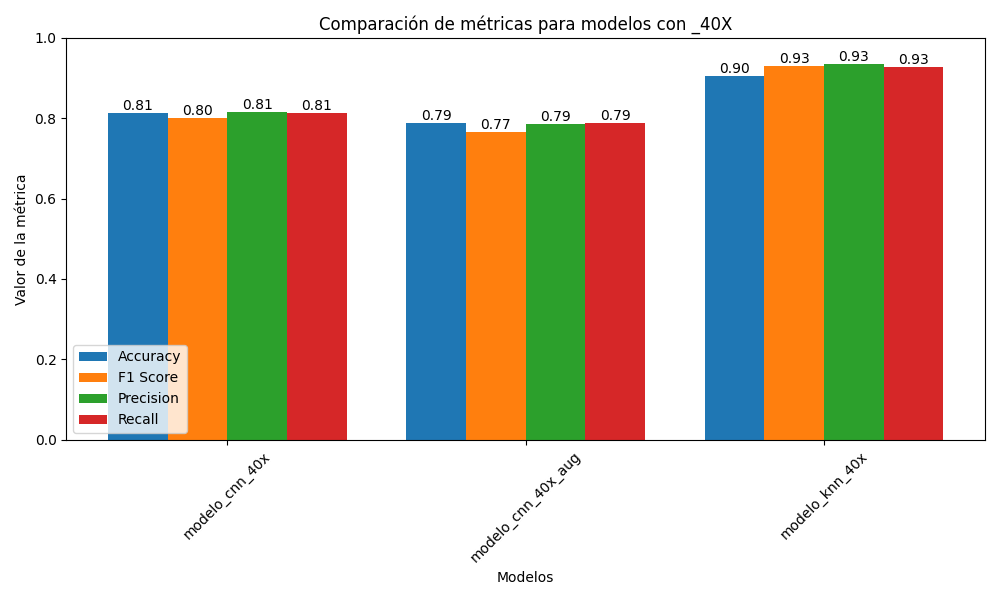 Comparación de métricas para modelos con _40X
Valor de la métrica
1.0
0.8
0.6
0.4
0.2
0.0
0.81
0.80
0.81
0.81
0.79
0.77
0.79
0.79
0.90
0.93
0.93
0.93
Accuracy
F1 Score
Precision
Recall
modelo_cnn_40x
modelo_cnn_40x_aug
modelo_knn_40x
Modelos